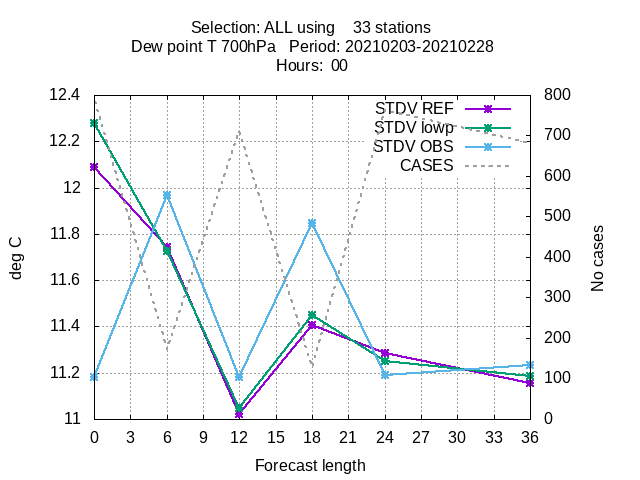 Selection: ALL using    33 stations
Dew point T 700hPa   Period: 20210203-20210228
Hours:  00
12.4
12.2
12
11.8
11.6
11.4
11.2
11
deg C
STDV REF
STDV lowp
STDV OBS
CASES
800
700
600
500
400
300
200
100
0
No cases
0 3 6 9 12 15 18 21 24 27 30 33 36
Forecast length